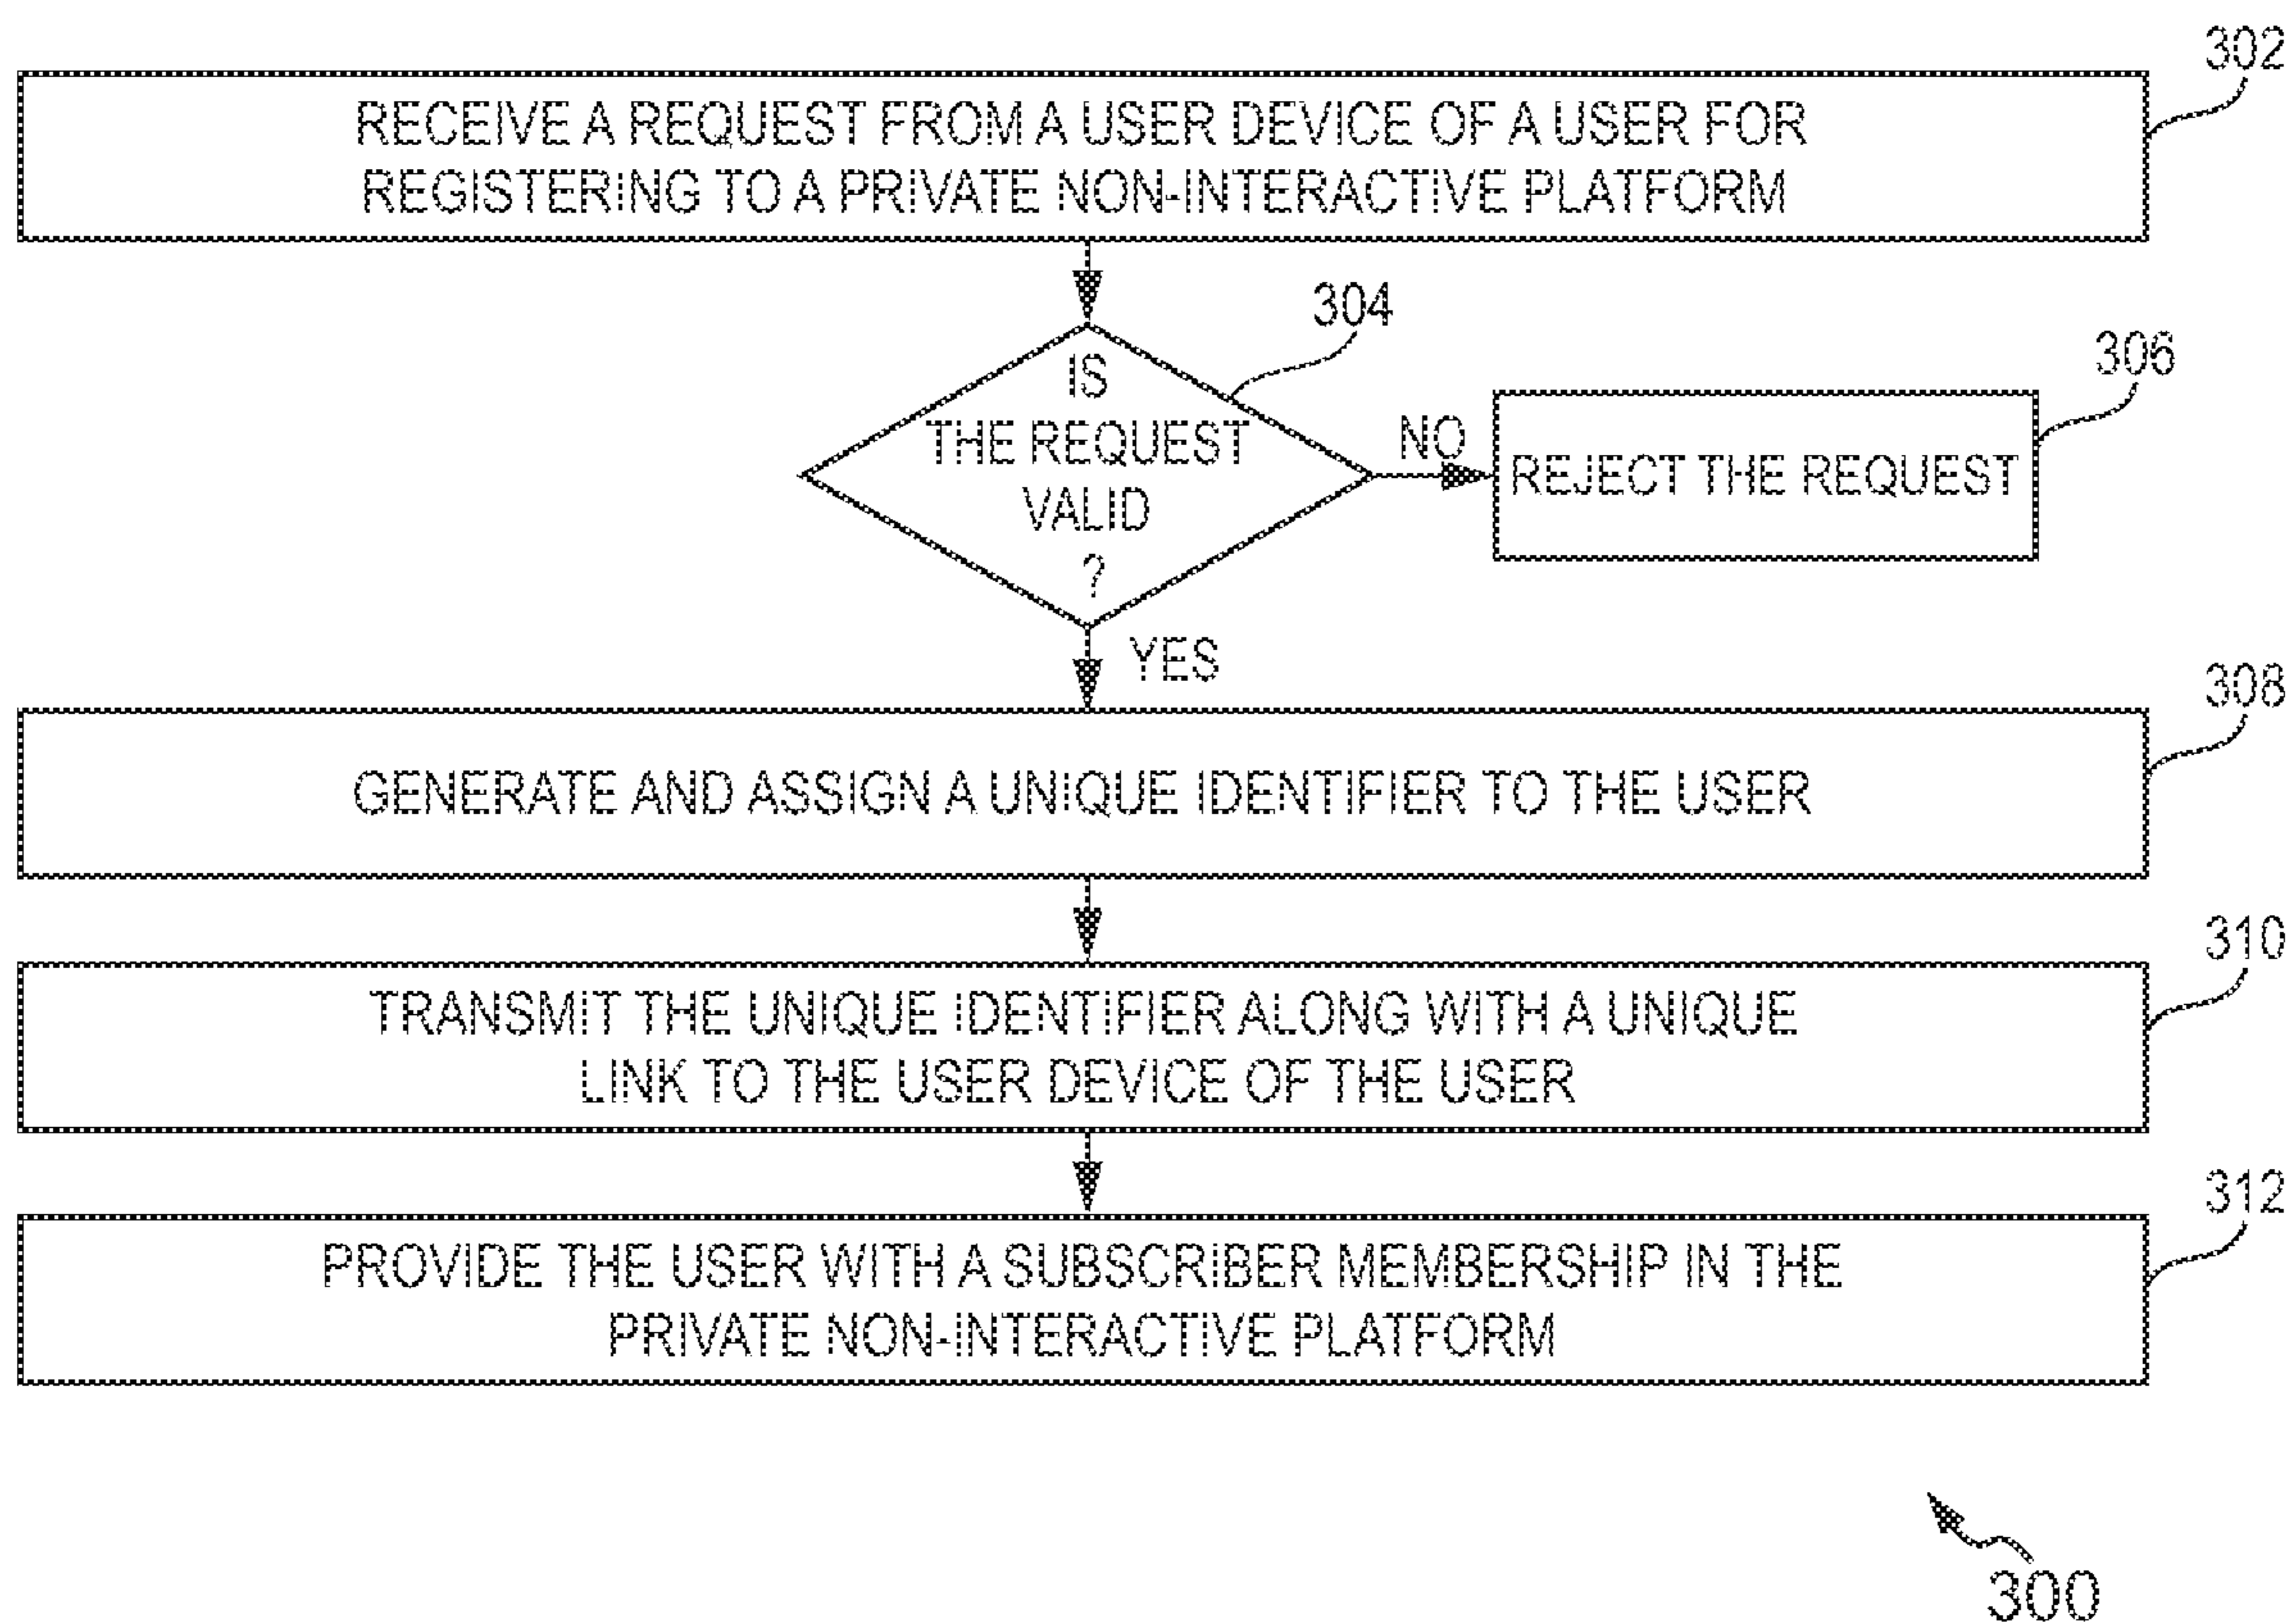 302
RECEIVE A REQUEST FROM A USER DEVICE OF A USER FOR
REGISTERING TO A PRIVATE NON-INTERACTIVE PLATFORM
304
IS
THE REQUEST
VALID
?
NO
306
REJECT THE REQUEST
YES
308
GENERATE AND ASSIGN A UNIQUE IDENTIFIER TO THE USER
310
TRANSMIT THE UNIQUE IDENTIFIER ALONG WITH A UNIQUE
LINK TO THE USER DEVICE OF THE USER
312
PROVIDE THE USER WITH A SUBSCRIBER MEMBERSHIP IN THE
PRIVATE NON-INTERACTIVE PLATFORM
300